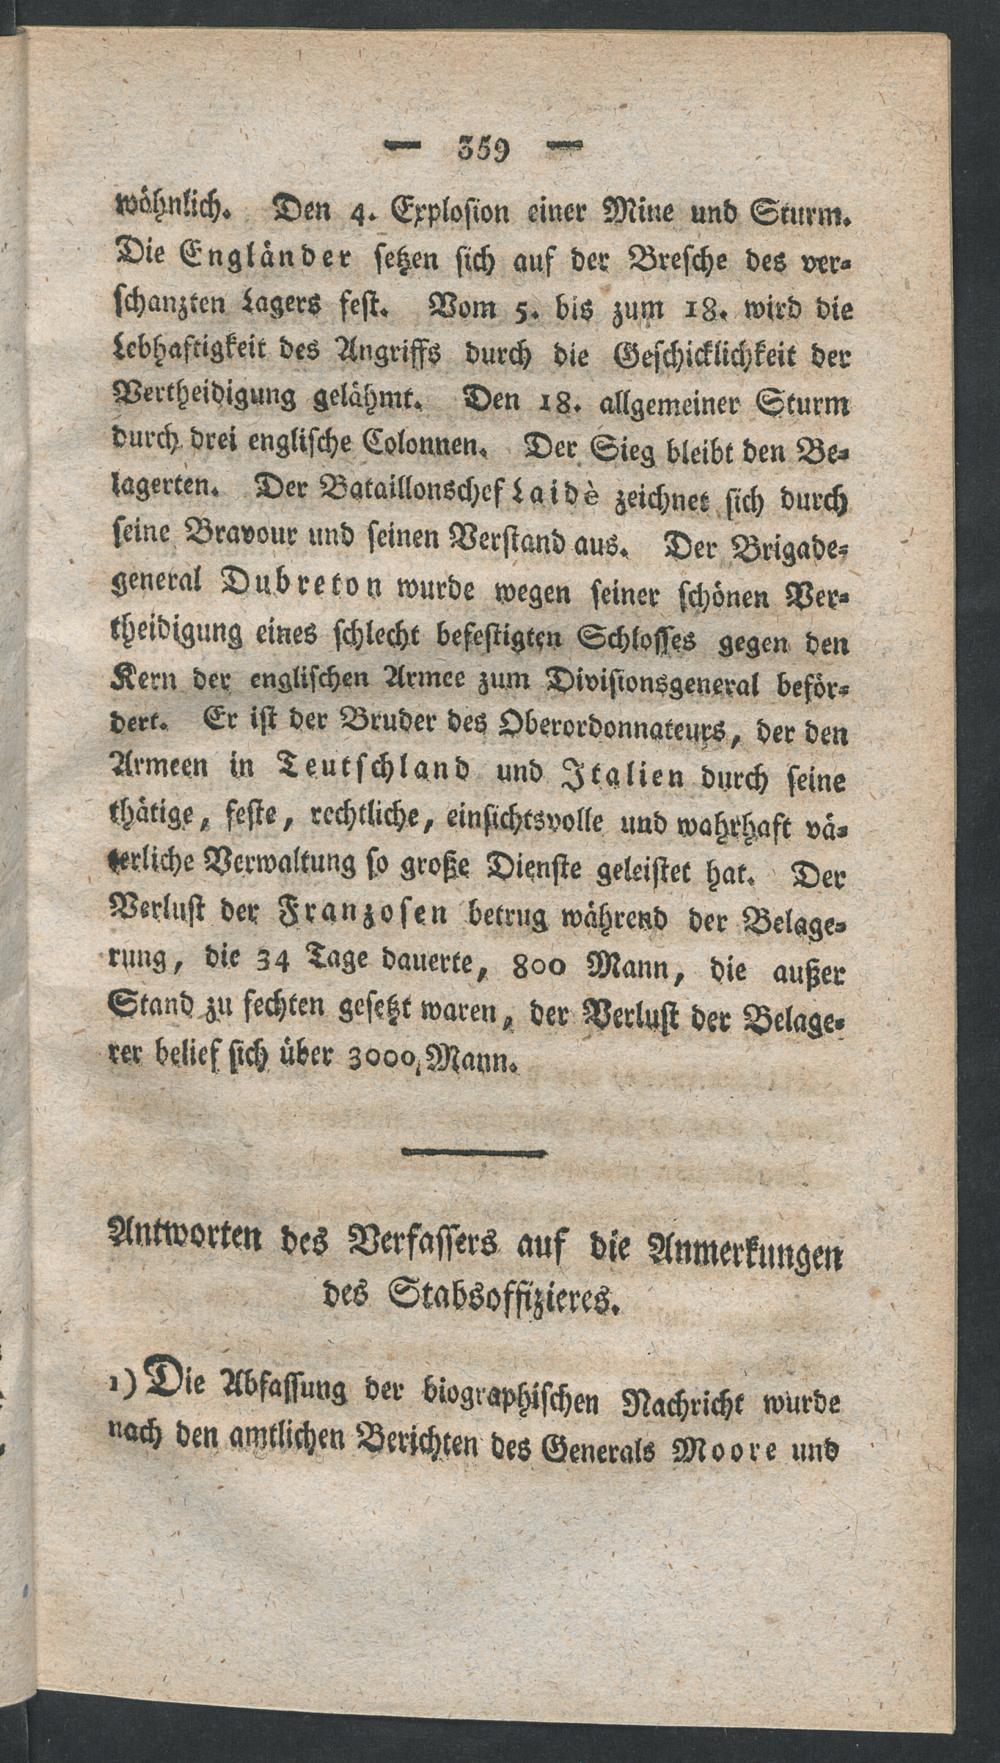 — 359 —
wöhnlich. Den 4. Explosion einer Mine und Sturm.
Die Engländer setzen sich auf der Bresche des ver-
schanzten Lagers fest. Vom 5. bis zum 18. wird die
Lebhaftigkeit des Angriffs durch die Geschicklichkeit der
Vertheidigung gelähmt. Den 18. allgemeiner Sturm
durch drei englische Colonnen. Der Sieg bleibt den Be-
lagerten. Der Bataillonschef Laidè zeichnet sich durch
seine Bravour und seinen Verstand aus. Der Brigade-
general Dubreton wurde wegen seiner schönen Ver-
theidigung eines schlecht befestigten Schlosses gegen den
Kern der englischen Armee zum Divisionsgeneral beför-
dert. Er ist der Bruder des Oberordonnateurs, der den
Armeen in Teutschland und Italien durch seine
thätige, feste, rechtliche, einsichtsvolle und wahrhaft vä-
terliche Verwaltung so große Dienste geleistet hat. Der
Verlust der Franzosen betrug während der Belage-
rung, die 34 Tage dauerte, 800 Mann, die außer
Stand zu fechten gesetzt waren, der Verlust der Belage-
rer belief sich über 3000 Mann.
Antworten des Verfassers auf die Anmerkungen
des Stabsoffizieres.
1) Die Abfassung der biographischen Nachricht wurde
nach den amtlichen Berichten des Generals Moore und